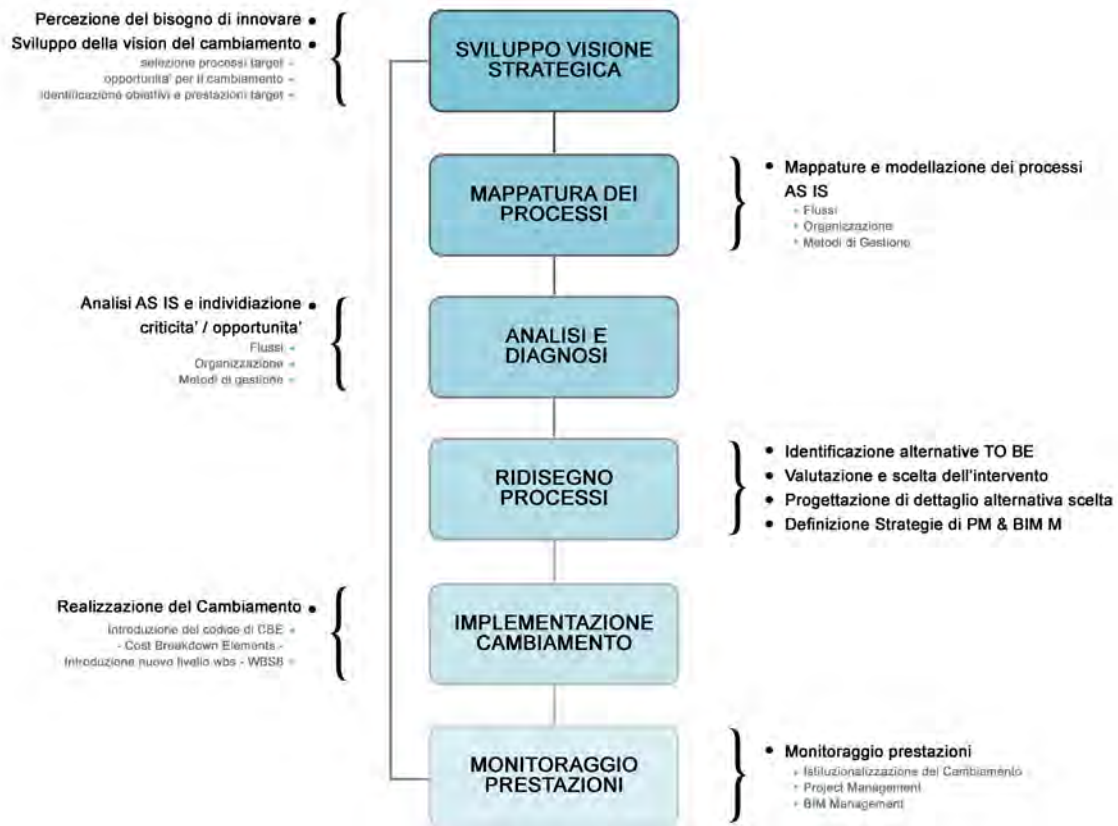 Percezione del bisogno di innovare •
Sviluppo della vision del cambiamento •
selezione processi target -
opportunita' per il cambiamento -
identificazione obiettivi e prestazioni target -
SVILUPPO VISIONE
STRATEGICA
MAPPATURA DEI
PROCESSI
• Mappature e modellazione dei processi
AS IS
- Flussi
- Organizzazione
- Metodi di Gestione
Analisi AS IS e individiazione •
criticita' / opportunita'
Flussi -
Organizzazione -
Metodi di gestione -
ANALISI E
DIAGNOSI
RIDISEGNO
PROCESSI
• Identificazione alternative TO BE
• Valutazione e scelta dell'intervento
• Progettazione di dettaglio alternativa scelta
• Definizione Strategie di PM & BIM M
Realizzazione del Cambiamento •
Introduzione del codice di CBE -
- Cost Breakdown Elements -
Introduzione nuovo livello wbs - WBS6 -
IMPLEMENTAZIONE
CAMBIAMENTO
MONITORAGGIO
PRESTAZIONI
• Monitoraggio prestazioni
- Istituzionalizzazione del Cambiamento
- Project Management
- BIM Management